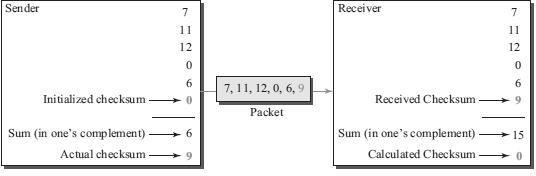 Sender
7
11
12
0
6
Initialized checksum 0
Sum (in one's complement) 6
Actual checksum 9
7, 11, 12, 0, 6, 9
Packet
Receiver
7
11
12
0
6
Received Checksum 9
Sum (in one's complement) 15
Calculated Checksum 0